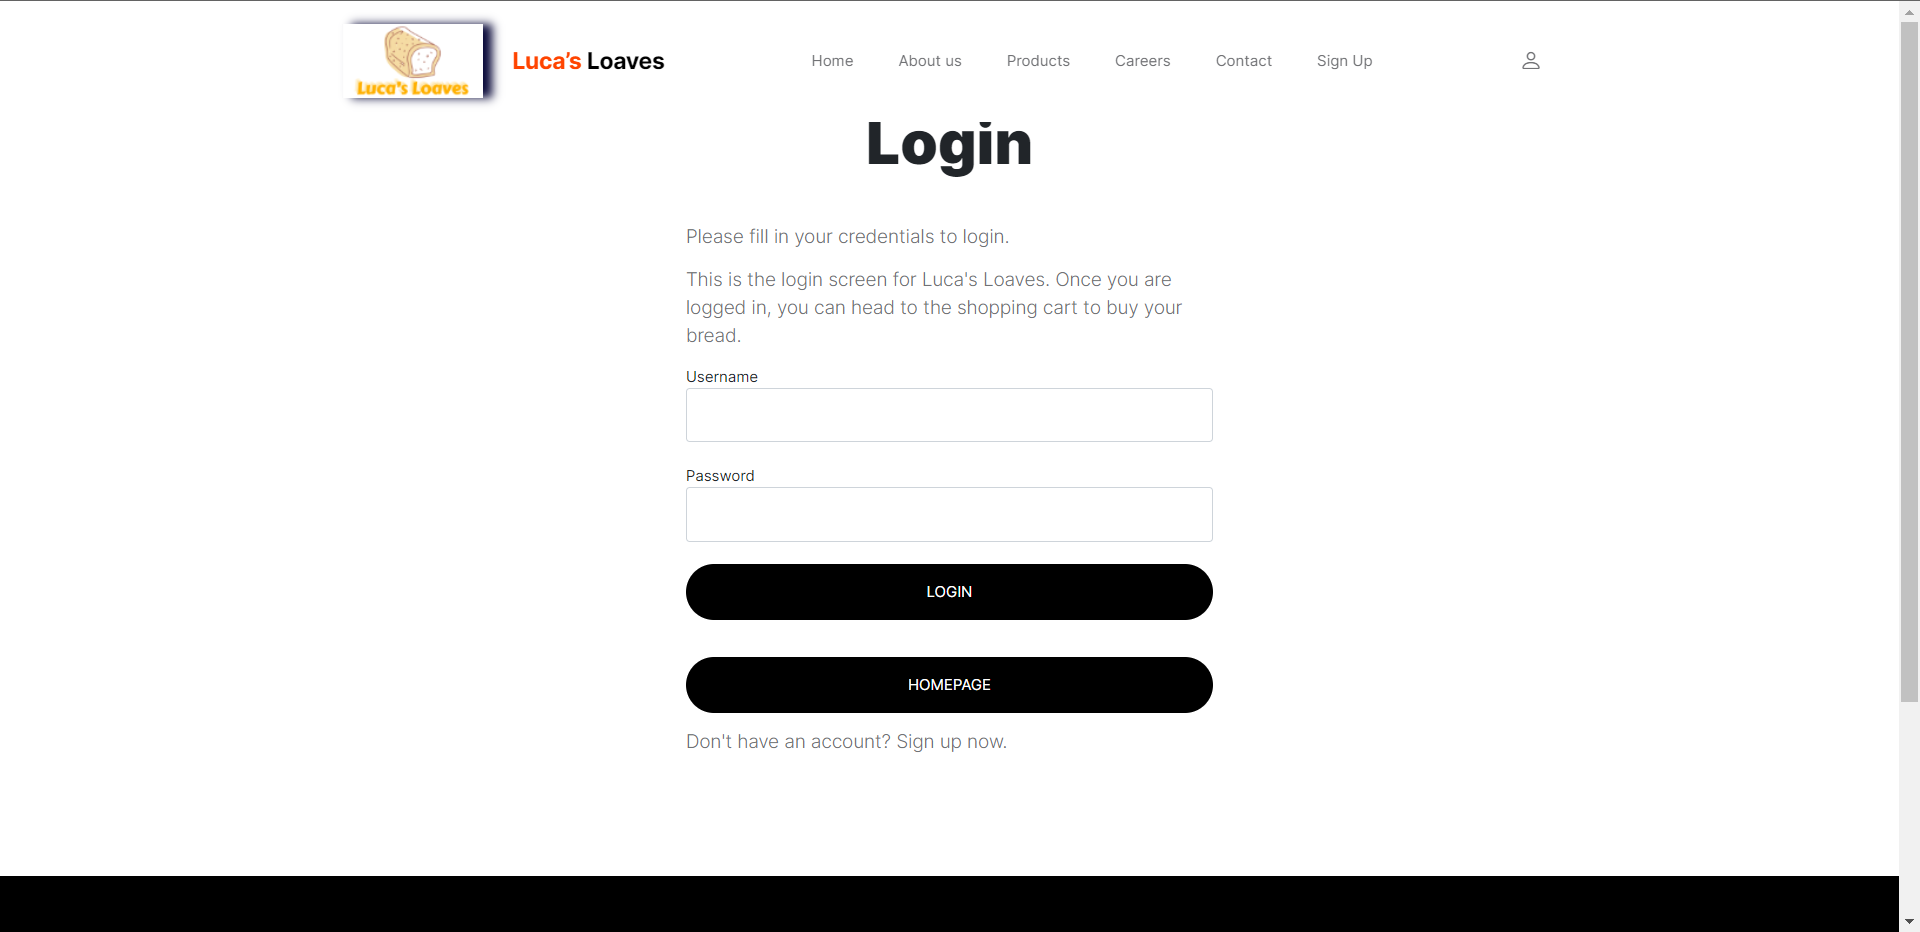 Luca's Loaves
Luca's Loaves
Home
About us
Products
Careers
Contact
Sign Up
Login
Please fill in your credentials to login.
This is the login screen for Luca's Loaves. Once you are
logged in, you can head to the shopping cart to buy your
bread.
Username
Password
LOGIN
HOMEPAGE
Don't have an account? Sign up now.